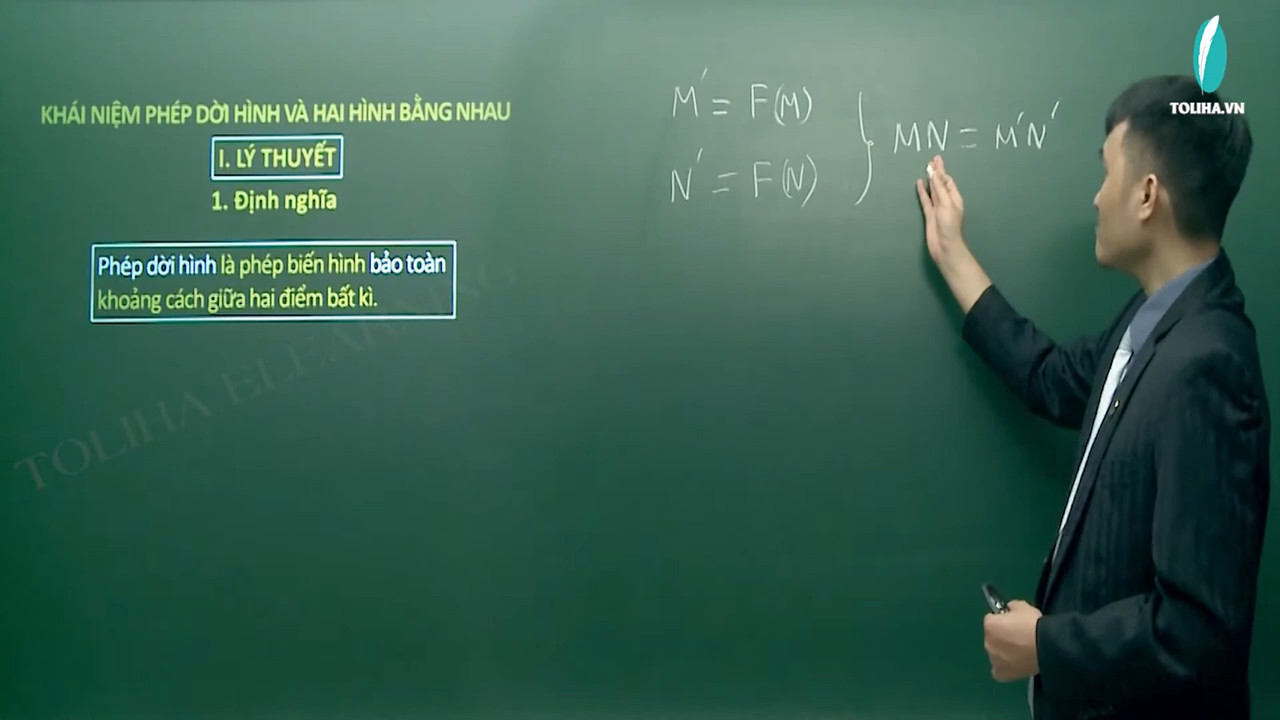 KHÁI NIỆM PHÉP DỜI HÌNH VÀ HAI HÌNH BẰNG NHAU
I. LÝ THUYẾT
1. Định nghĩa
Phép dời hình là phép biến hình bảo toàn
khoảng cách giữa hai điểm bất kì.
M' = F(M)
N' = F(N)
} MN = M'N'
TOLIHA.VN
TOLIHA ELEARNING